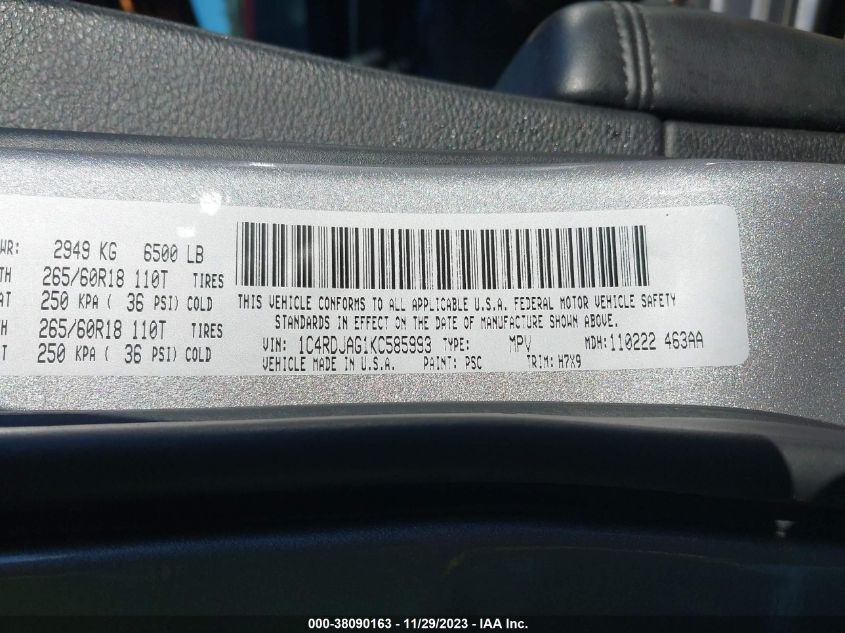 WR: 2949 KG 6500 LB
TH 265/60R18 110T TIRES
AT 250 KPA ( 36 PSI) COLD
H 265/60R18 110T TIRES
AT 250 KPA ( 36 PSI) COLD
THIS VEHICLE CONFORMS TO ALL APPLICABLE U.S.A. FEDERAL MOTOR VEHICLE SAFETY
STANDARDS IN EFFECT ON THE DATE OF MANUFACTURE SHOWN ABOVE.
VIN: 1C4RDJAG1KC585993 TYPE: MPV MDH:110222 463AA
VEHICLE MADE IN U.S.A. PAINT: PSC TRIM: H7X9
000-38090163 - 11/29/2023 - IAA Inc.